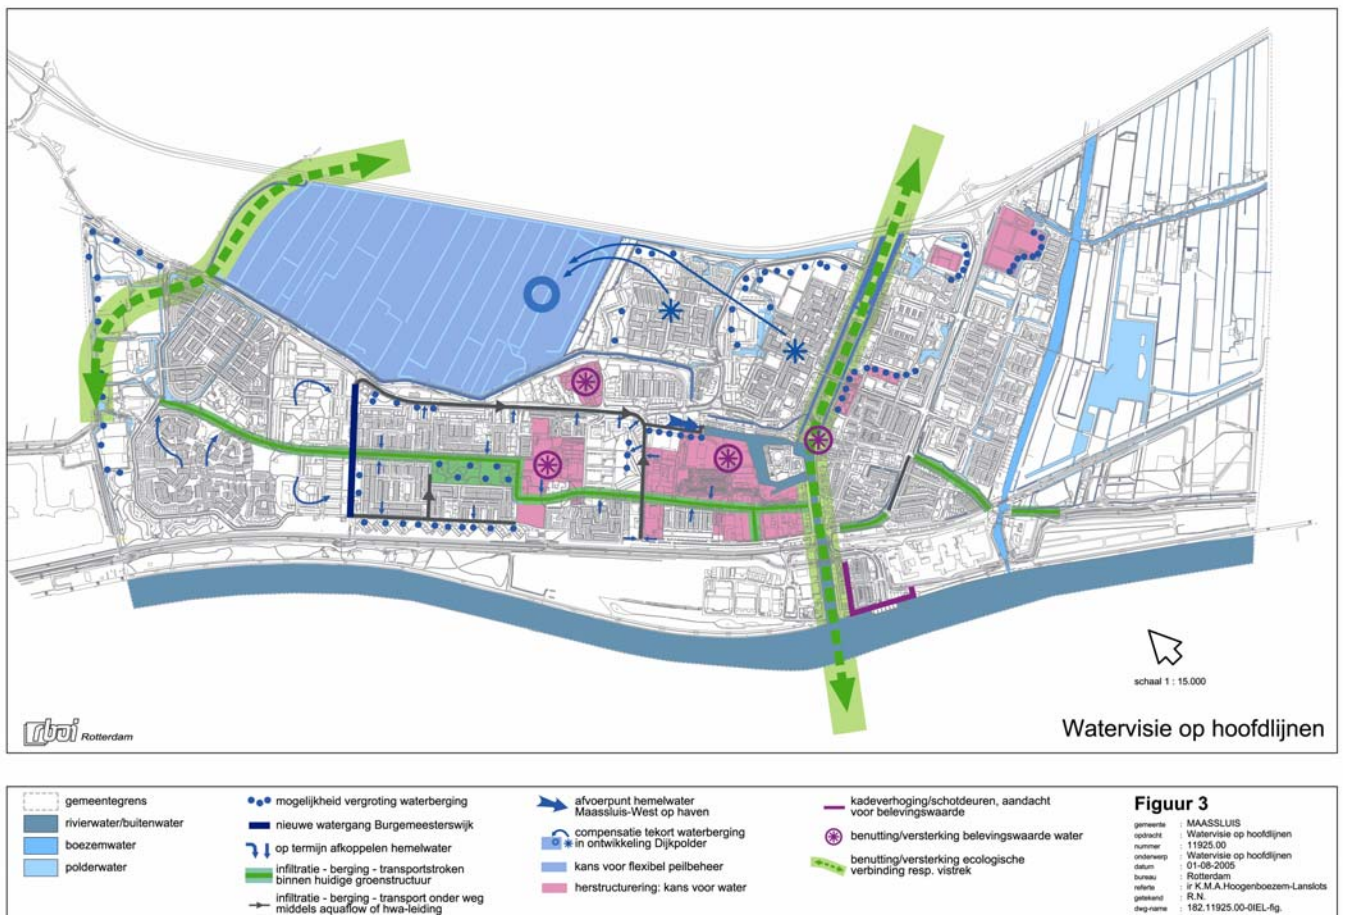 schaal 1 : 15.000
rboi Rotterdam
Watervisie op hoofdlijnen
gemeentegrens
rivierwater/buitenwater
boezemwater
polderwater
mogelijkheid vergroting waterberging
nieuwe watergang Burgemeesterswijk
op termijn afkoppelen hemelwater
infiltratie - berging - transportstroken
binnen huidige groenstructuur
infiltratie - berging - transport onder weg
middels aquaflow of hwa-leiding
afvoerpunt hemelwater
Maassluis-West op haven
compensatie tekort waterberging
in ontwikkeling Dijkpolder
kans voor flexibel peilbeheer
herstructurering: kans voor water
kadeverhoging/schotdeuren, aandacht
voor belevingswaarde
benutting/versterking belevingswaarde water
benutting/versterking ecologische
verbinding resp. vistrek
Figuur 3
gemeente : MAASSLUIS
opdracht : Watervisie op hoofdlijnen
nummer : 11925.00
onderwerp : Watervisie op hoofdlijnen
datum : 01-08-2005
bureau : Rotterdam
referte : ir K.M.A.Hoogenboezem-Lanslots
getekend : R.N.
dwg-name : 182.11925.00-0IEL-fig.